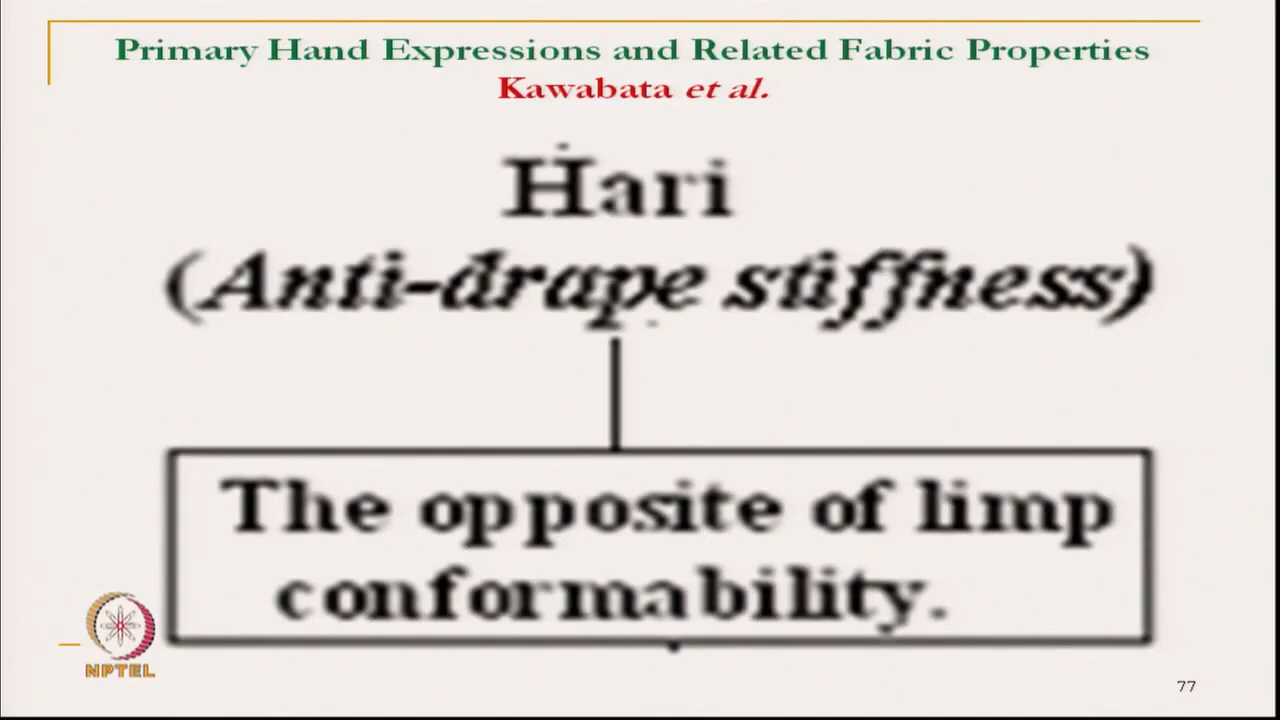 Primary Hand Expressions and Related Fabric Properties
Kawabata et al.
Hari
(Anti-drape stiffness)
The opposite of limp
conformability.
NPTEL
77